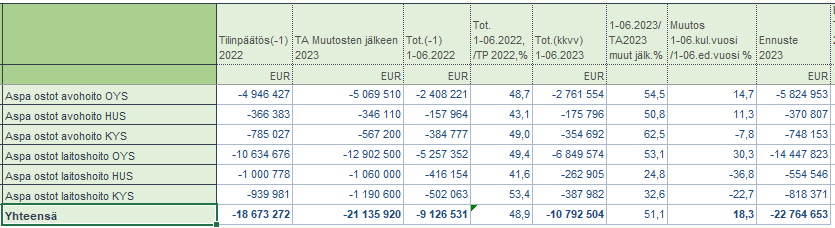 Tilinpäätös(-1) 2022 | TA Muutosten jälkeen 2023 | Tot.(-1) 1-06.2022 | Tot. 1-06.2022, /TP 2022,% | Tot.(kkvv) 1-06.2023 | 1-06.2023/ TA2023 muut jälk.% | Muutos 1-06.kul.vuosi /1-06.ed.vuosi % | Ennuste 2023
EUR | EUR | EUR | EUR | EUR
Aspa ostot avohoito OYS | -4 946 427 | -5 069 510 | -2 408 221 | 48,7 | -2 761 554 | 54,5 | 14,7 | -5 824 953
Aspa ostot avohoito HUS | -366 383 | -346 110 | -157 964 | 43,1 | -175 796 | 50,8 | 11,3 | -370 807
Aspa ostot avohoito KYS | -785 027 | -567 200 | -384 777 | 49,0 | -354 692 | 62,5 | -7,8 | -748 153
Aspa ostot laitoshoito OYS | -10 634 676 | -12 902 500 | -5 257 352 | 49,4 | -6 849 574 | 53,1 | 30,3 | -14 447 823
Aspa ostot laitoshoito HUS | -1 000 778 | -1 060 000 | -416 154 | 41,6 | -262 905 | 24,8 | -36,8 | -554 546
Aspa ostot laitoshoito KYS | -939 981 | -1 190 600 | -502 063 | 53,4 | -387 982 | 32,6 | -22,7 | -818 371
Yhteensä | -18 673 272 | -21 135 920 | -9 126 531 | 48,9 | -10 792 504 | 51,1 | 18,3 | -22 764 653